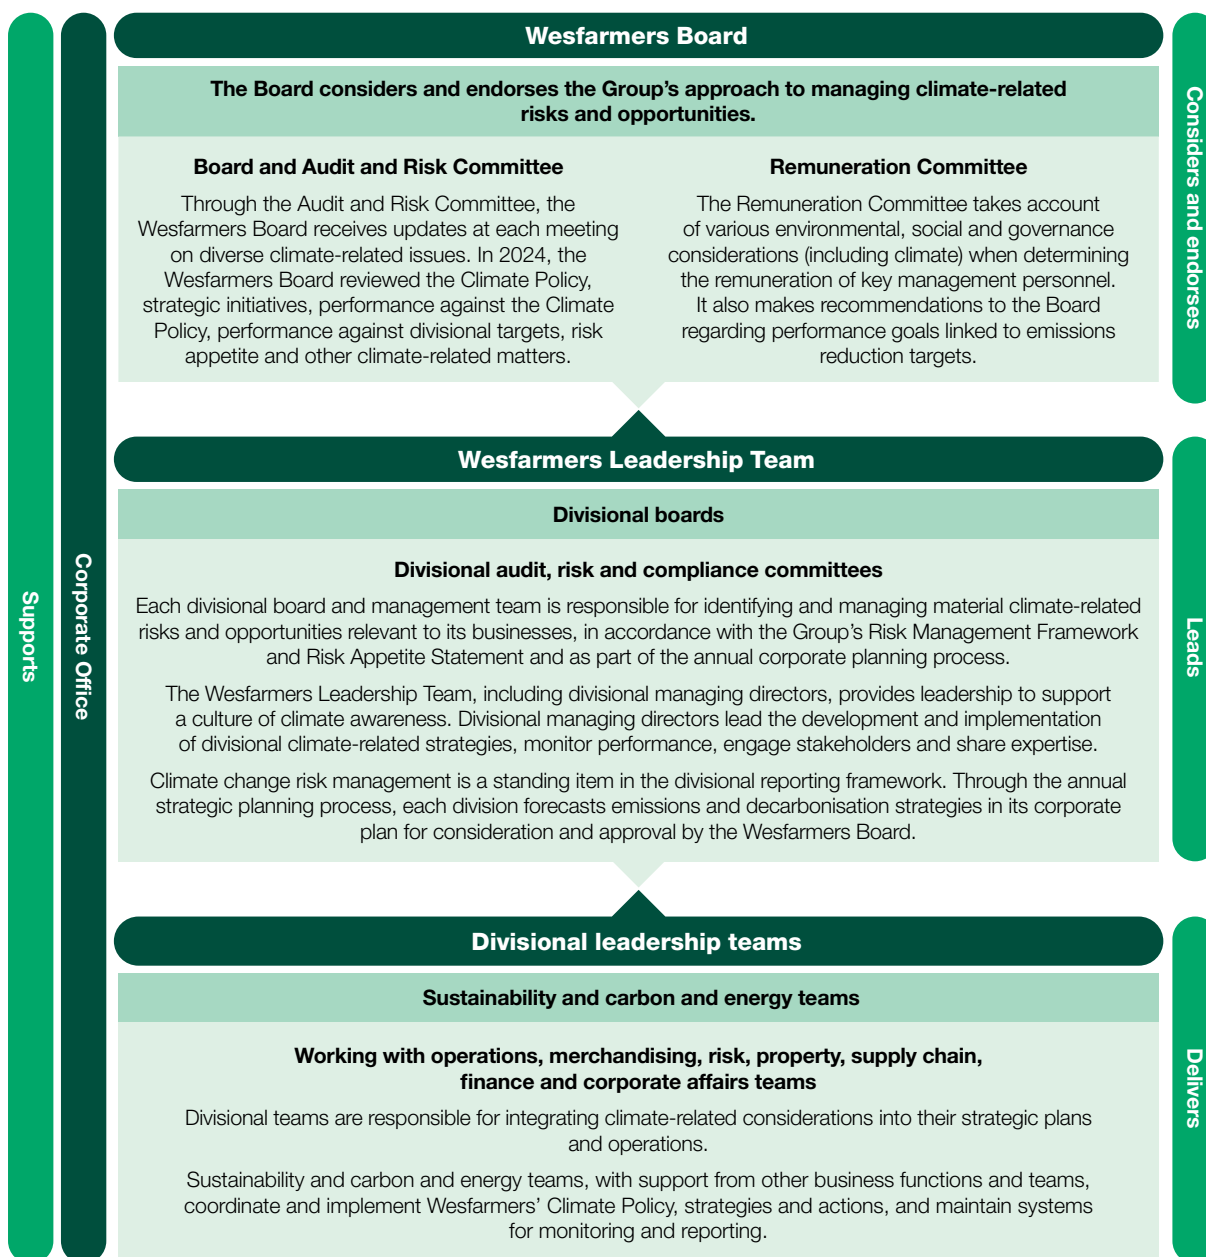 Supports
Corporate Office
Wesfarmers Board
The Board considers and endorses the Group’s approach to managing climate-related
risks and opportunities.
Board and Audit and Risk Committee
Through the Audit and Risk Committee, the
Wesfarmers Board receives updates at each meeting
on diverse climate-related issues. In 2024, the
Wesfarmers Board reviewed the Climate Policy,
strategic initiatives, performance against the Climate
Policy, performance against divisional targets, risk
appetite and other climate-related matters.
Remuneration Committee
The Remuneration Committee takes account
of various environmental, social and governance
considerations (including climate) when determining
the remuneration of key management personnel.
It also makes recommendations to the Board
regarding performance goals linked to emissions
reduction targets.
Considers and endorses
Wesfarmers Leadership Team
Divisional boards
Divisional audit, risk and compliance committees
Each divisional board and management team is responsible for identifying and managing material climate-related
risks and opportunities relevant to its businesses, in accordance with the Group’s Risk Management Framework
and Risk Appetite Statement and as part of the annual corporate planning process.
The Wesfarmers Leadership Team, including divisional managing directors, provides leadership to support
a culture of climate awareness. Divisional managing directors lead the development and implementation
of divisional climate-related strategies, monitor performance, engage stakeholders and share expertise.
Climate change risk management is a standing item in the divisional reporting framework. Through the annual
strategic planning process, each division forecasts emissions and decarbonisation strategies in its corporate
plan for consideration and approval by the Wesfarmers Board.
Leads
Divisional leadership teams
Sustainability and carbon and energy teams
Working with operations, merchandising, risk, property, supply chain,
finance and corporate affairs teams
Divisional teams are responsible for integrating climate-related considerations into their strategic plans
and operations.
Sustainability and carbon and energy teams, with support from other business functions and teams,
coordinate and implement Wesfarmers’ Climate Policy, strategies and actions, and maintain systems
for monitoring and reporting.
Delivers